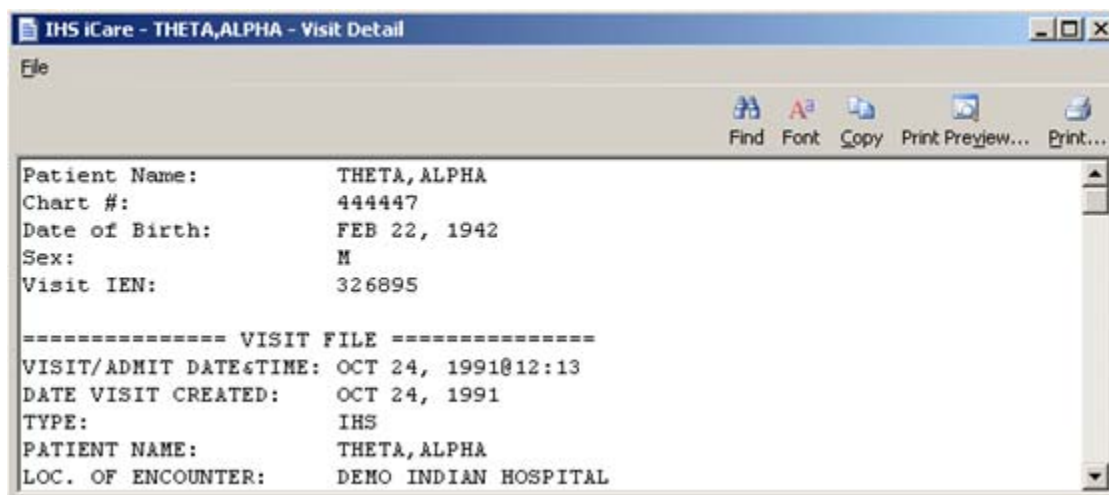 IHS iCare - THETA,ALPHA - Visit Detail
File
Find Font Copy Print Preview... Print...
Patient Name: THETA,ALPHA
Chart #: 444447
Date of Birth: FEB 22, 1942
Sex: M
Visit IEN: 326895
=============== VISIT FILE ===============
VISIT/ADMIT DATE&TIME: OCT 24, 1991@12:13
DATE VISIT CREATED: OCT 24, 1991
TYPE: IHS
PATIENT NAME: THETA,ALPHA
LOC. OF ENCOUNTER: DEMO INDIAN HOSPITAL